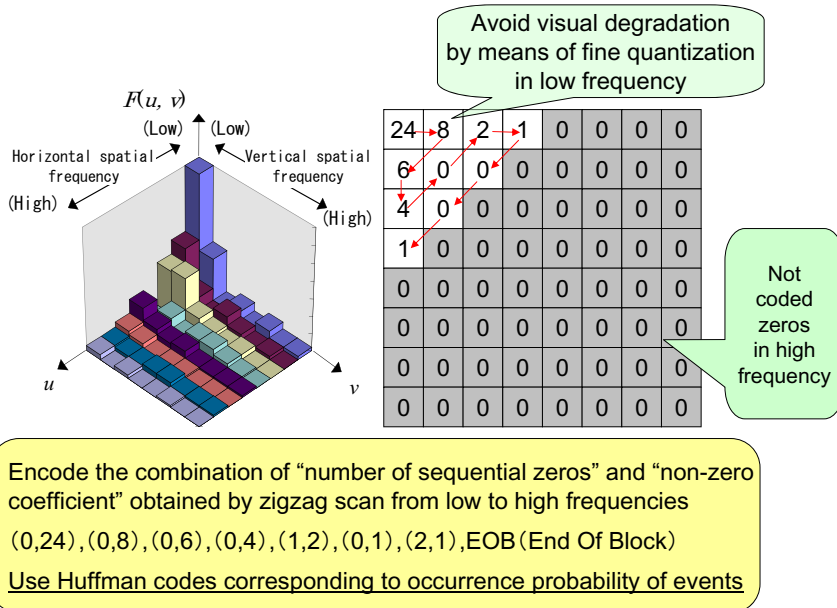 Avoid visual degradation
by means of fine quantization
in low frequency
F(u, v)
(Low) (Low)
Horizontal spatial
frequency
Vertical spatial
frequency
(High)
(High)
u
v
24 8 2 1 0 0 0 0
6 0 0 0 0 0 0 0
4 0 0 0 0 0 0 0
1 0 0 0 0 0 0 0
0 0 0 0 0 0 0 0
0 0 0 0 0 0 0 0
0 0 0 0 0 0 0 0
0 0 0 0 0 0 0 0
Not
coded
zeros
in high
frequency
Encode the combination of “number of sequential zeros” and “non-zero
coefficient” obtained by zigzag scan from low to high frequencies
（0,24）,（0,8）,（0,6）,（0,4）,（1,2）,（0,1）,（2,1）,EOB（End Of Block）
Use Huffman codes corresponding to occurrence probability of events